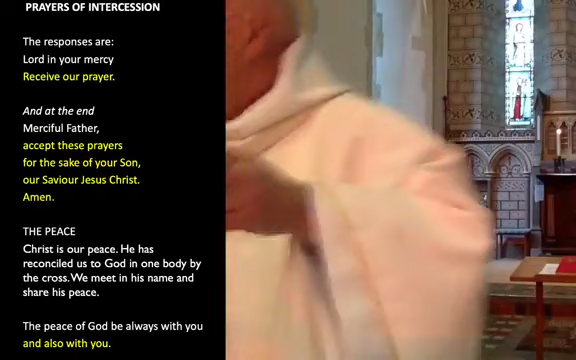 PRAYERS OF INTERCESSION
The responses are:
Lord in your mercy
Receive our prayer.
And at the end
Merciful Father,
accept these prayers
for the sake of your Son,
our Saviour Jesus Christ.
Amen.
THE PEACE
Christ is our peace. He has
reconciled us to God in one body by
the cross. We meet in his name and
share his peace.
The peace of God be always with you
and also with you.